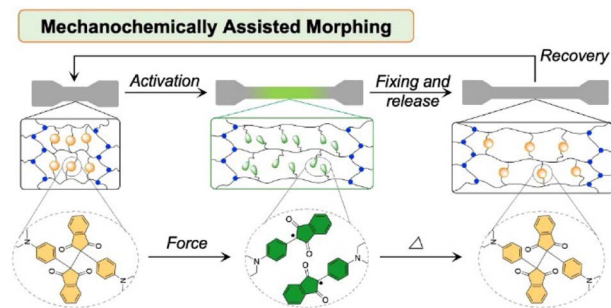 Mechanochemically Assisted Morphing
Recovery
Activation
Fixing and
release
N
O
O
O
O
N
Force
O
O
N
N
O
O
△
N
O
O
O
O
N